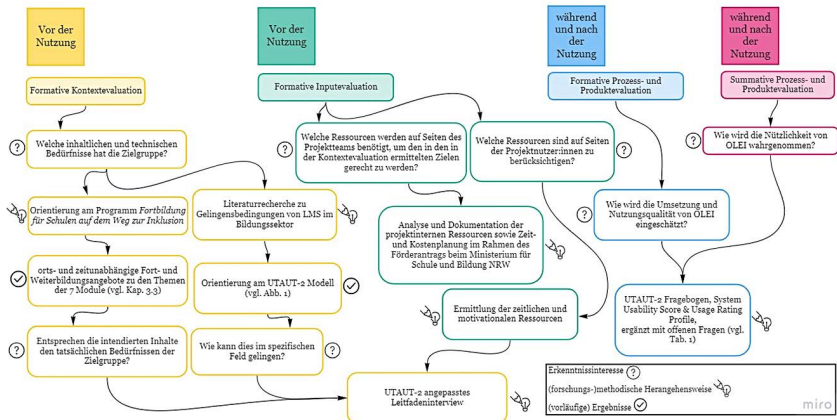 Vor der
Nutzung
Vor der
Nutzung
während
und nach
der
Nutzung
während
und nach
der
Nutzung
Formative Kontextevaluation
Formative Inputevaluation
Formative Prozess- und
Produktevaluation
Summative Prozess- und
Produktevaluation
Welche inhaltlichen und technischen
Bedürfnisse hat die Zielgruppe?
Welche Ressourcen werden auf Seiten des
Projektteams benötigt, um den in den in
der Kontextevaluation ermittelten Zielen
gerecht zu werden?
Welche Ressourcen sind auf Seiten
der Projektnutzer:innen zu
berücksichtigen?
Wie wird die Nützlichkeit von
OLEI wahrgenommen?
Orientierung am Programm Fortbildung
für Schulen auf dem Weg zur Inklusion
Literaturrecherche zu
Gelingensbedingungen von LMS im
Bildungssektor
Analyse und Dokumentation der
projektinternen Ressourcen sowie Zeit-
und Kostenplanung im Rahmen des
Förderantrags beim Ministerium für
Schule und Bildung NRW
Wie wird die Umsetzung und
Nutzungsqualität von OLEI
eingeschätzt?
orts- und zeitunabhängige Fort- und
Weiterbildungsangebote zu den Themen
der 7 Module (vgl. Kap. 3.3)
Orientierung am UTAUT-2 Modell
(vgl. Abb. 1)
Ermittlung der zeitlichen und
motivationalen Ressourcen
UTAUT-2 Fragebogen, System
Usability Score & Usage Rating
Profile,
ergänzt mit offenen Fragen (vgl.
Tab. 1)
Entsprechen die intendierten Inhalte
den tatsächlichen Bedürfnissen der
Zielgruppe?
Wie kann dies im spezifischen
Feld gelingen?
UTAUT-2 angepasstes
Leitfadeninterview
Erkenntnisinteresse
(forschungs-)methodische Herangehensweise
(vorläufige) Ergebnisse
miro